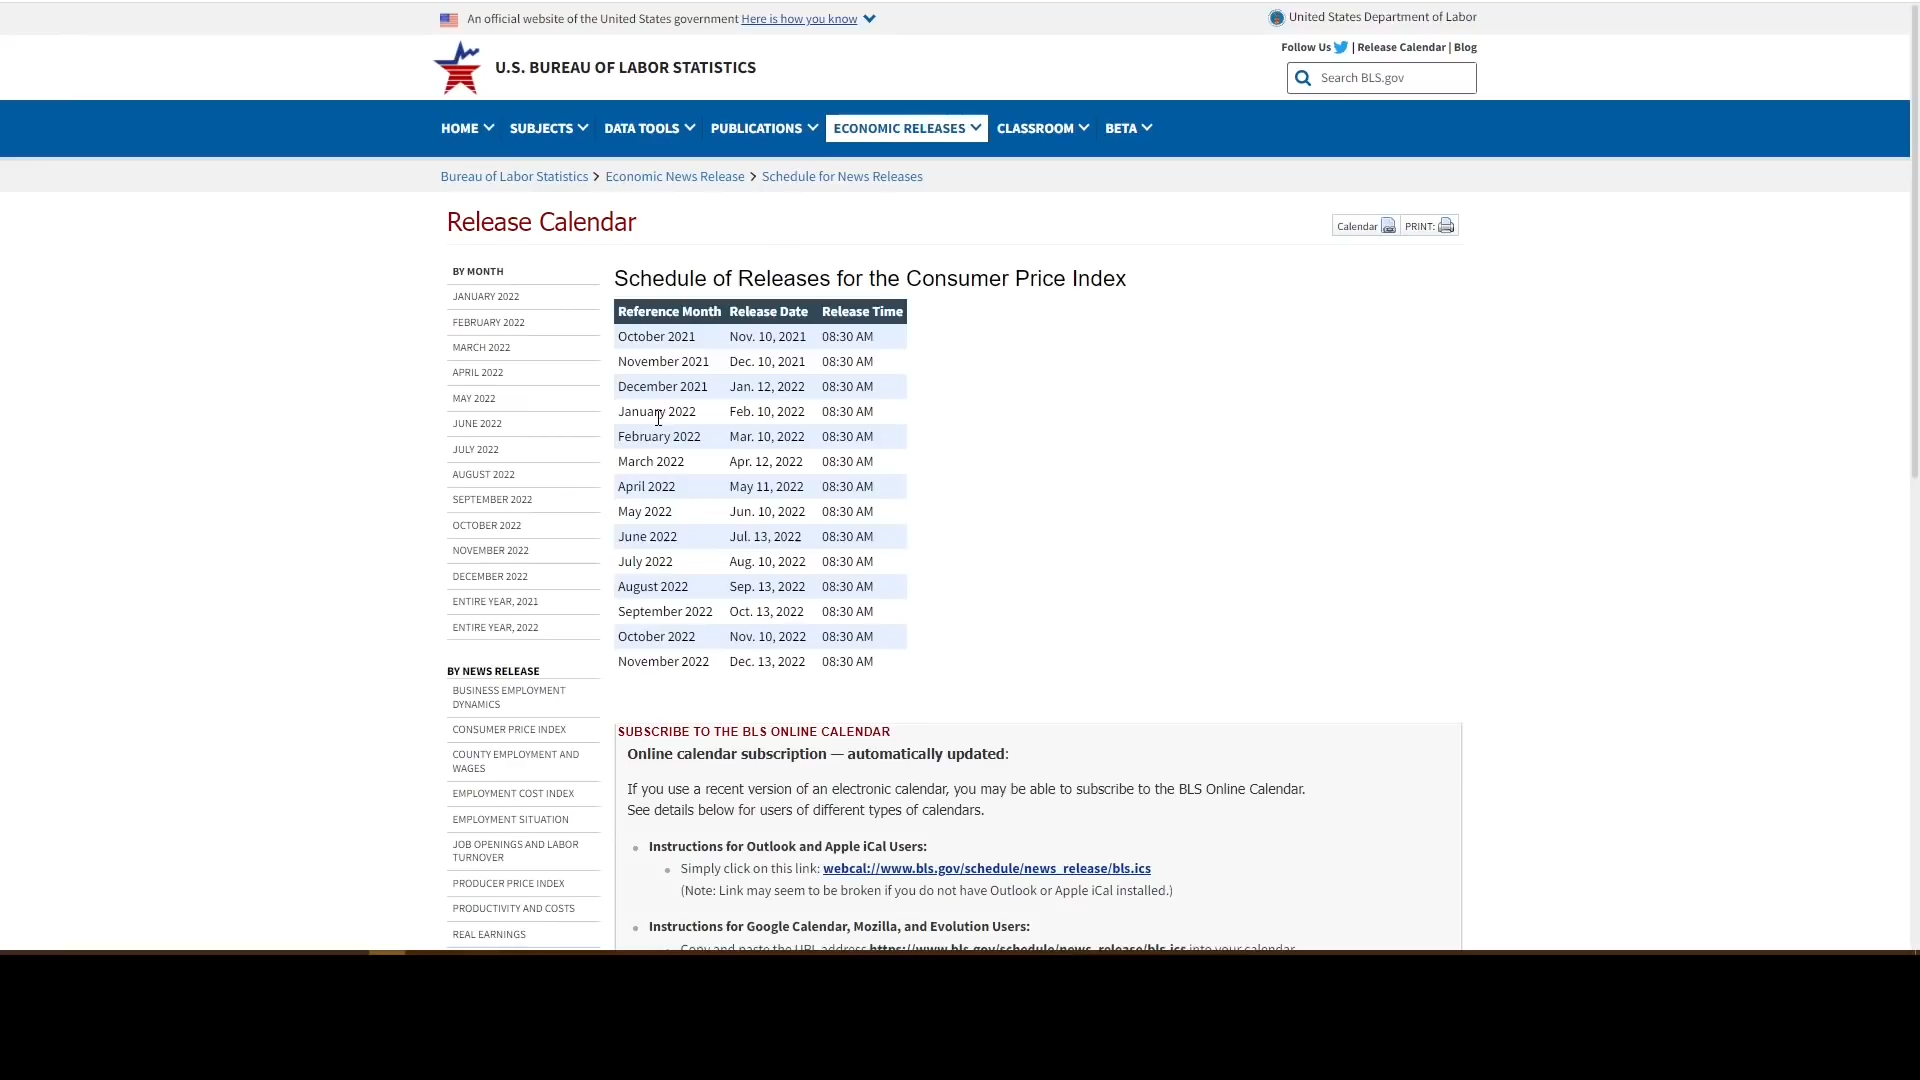 An official website of the United States government Here is how you know
United States Department of Labor
Follow Us | Release Calendar | Blog
U.S. BUREAU OF LABOR STATISTICS
Search BLS.gov
HOME SUBJECTS DATA TOOLS PUBLICATIONS ECONOMIC RELEASES CLASSROOM BETA
Bureau of Labor Statistics > Economic News Release > Schedule for News Releases
Release Calendar
Calendar PRINT:
BY MONTH
JANUARY 2022
FEBRUARY 2022
MARCH 2022
APRIL 2022
MAY 2022
JUNE 2022
JULY 2022
AUGUST 2022
SEPTEMBER 2022
OCTOBER 2022
NOVEMBER 2022
DECEMBER 2022
ENTIRE YEAR, 2021
ENTIRE YEAR, 2022
BY NEWS RELEASE
BUSINESS EMPLOYMENT
DYNAMICS
CONSUMER PRICE INDEX
COUNTY EMPLOYMENT AND
WAGES
EMPLOYMENT COST INDEX
EMPLOYMENT SITUATION
JOB OPENINGS AND LABOR
TURNOVER
PRODUCER PRICE INDEX
PRODUCTIVITY AND COSTS
REAL EARNINGS
Schedule of Releases for the Consumer Price Index
Reference Month Release Date Release Time
October 2021 Nov. 10, 2021 08:30 AM
November 2021 Dec. 10, 2021 08:30 AM
December 2021 Jan. 12, 2022 08:30 AM
January 2022 Feb. 10, 2022 08:30 AM
February 2022 Mar. 10, 2022 08:30 AM
March 2022 Apr. 12, 2022 08:30 AM
April 2022 May 11, 2022 08:30 AM
May 2022 Jun. 10, 2022 08:30 AM
June 2022 Jul. 13, 2022 08:30 AM
July 2022 Aug. 10, 2022 08:30 AM
August 2022 Sep. 13, 2022 08:30 AM
September 2022 Oct. 13, 2022 08:30 AM
October 2022 Nov. 10, 2022 08:30 AM
November 2022 Dec. 13, 2022 08:30 AM
SUBSCRIBE TO THE BLS ONLINE CALENDAR
Online calendar subscription — automatically updated:
If you use a recent version of an electronic calendar, you may be able to subscribe to the BLS Online Calendar.
See details below for users of different types of calendars.
Instructions for Outlook and Apple iCal Users:
Simply click on this link: webcal://www.bls.gov/schedule/news_release/bls.ics
(Note: Link may seem to be broken if you do not have Outlook or Apple iCal installed.)
Instructions for Google Calendar, Mozilla, and Evolution Users:
Copy and paste the URL address https://www.bls.gov/schedule/news_release/bls.ics into your calendar